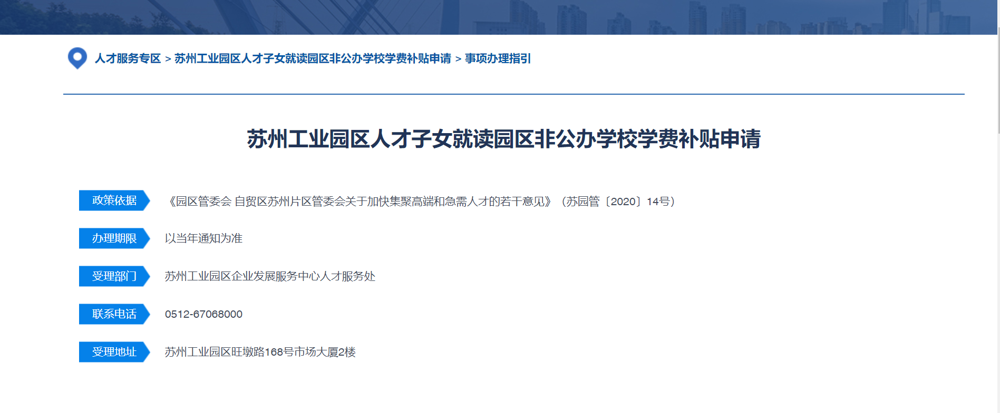 人才服务专区 > 苏州工业园区人才子女就读园区非公办学校学费补贴申请 > 事项办理指引
苏州工业园区人才子女就读园区非公办学校学费补贴申请
政策依据 《园区管委会 自贸区苏州片区管委会关于加快集聚高端和急需人才的若干意见》（苏园管〔2020〕14号）
办理期限 以当年通知为准
受理部门 苏州工业园区企业发展服务中心人才服务处
联系电话 0512-67068000
受理地址 苏州工业园区旺墩路168号市场大厦2楼